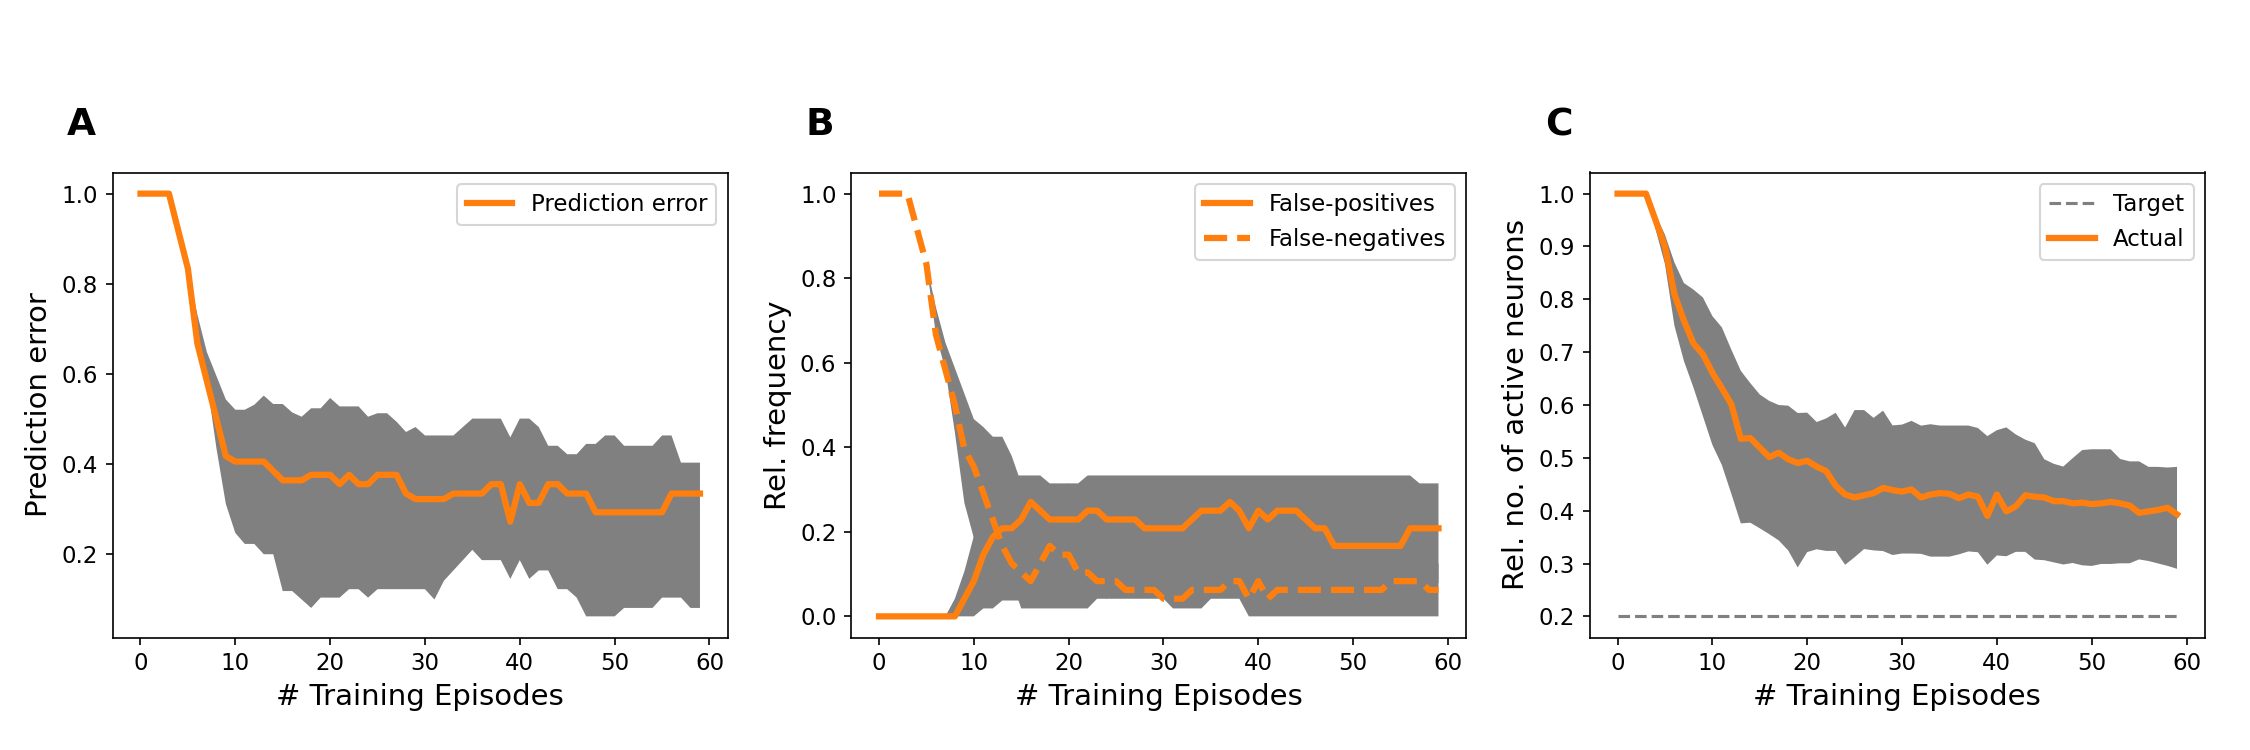 A
B
C
1.0
0.8
0.6
0.4
0.2
Prediction error
Prediction error
0
10
20
30
40
50
60
# Training Episodes
1.0
0.8
0.6
0.4
0.2
0.0
Rel. frequency
False-positives
False-negatives
0
10
20
30
40
50
60
# Training Episodes
1.0
0.9
0.8
0.7
0.6
0.5
0.4
0.3
0.2
Rel. no. of active neurons
Target
Actual
0
10
20
30
40
50
60
# Training Episodes